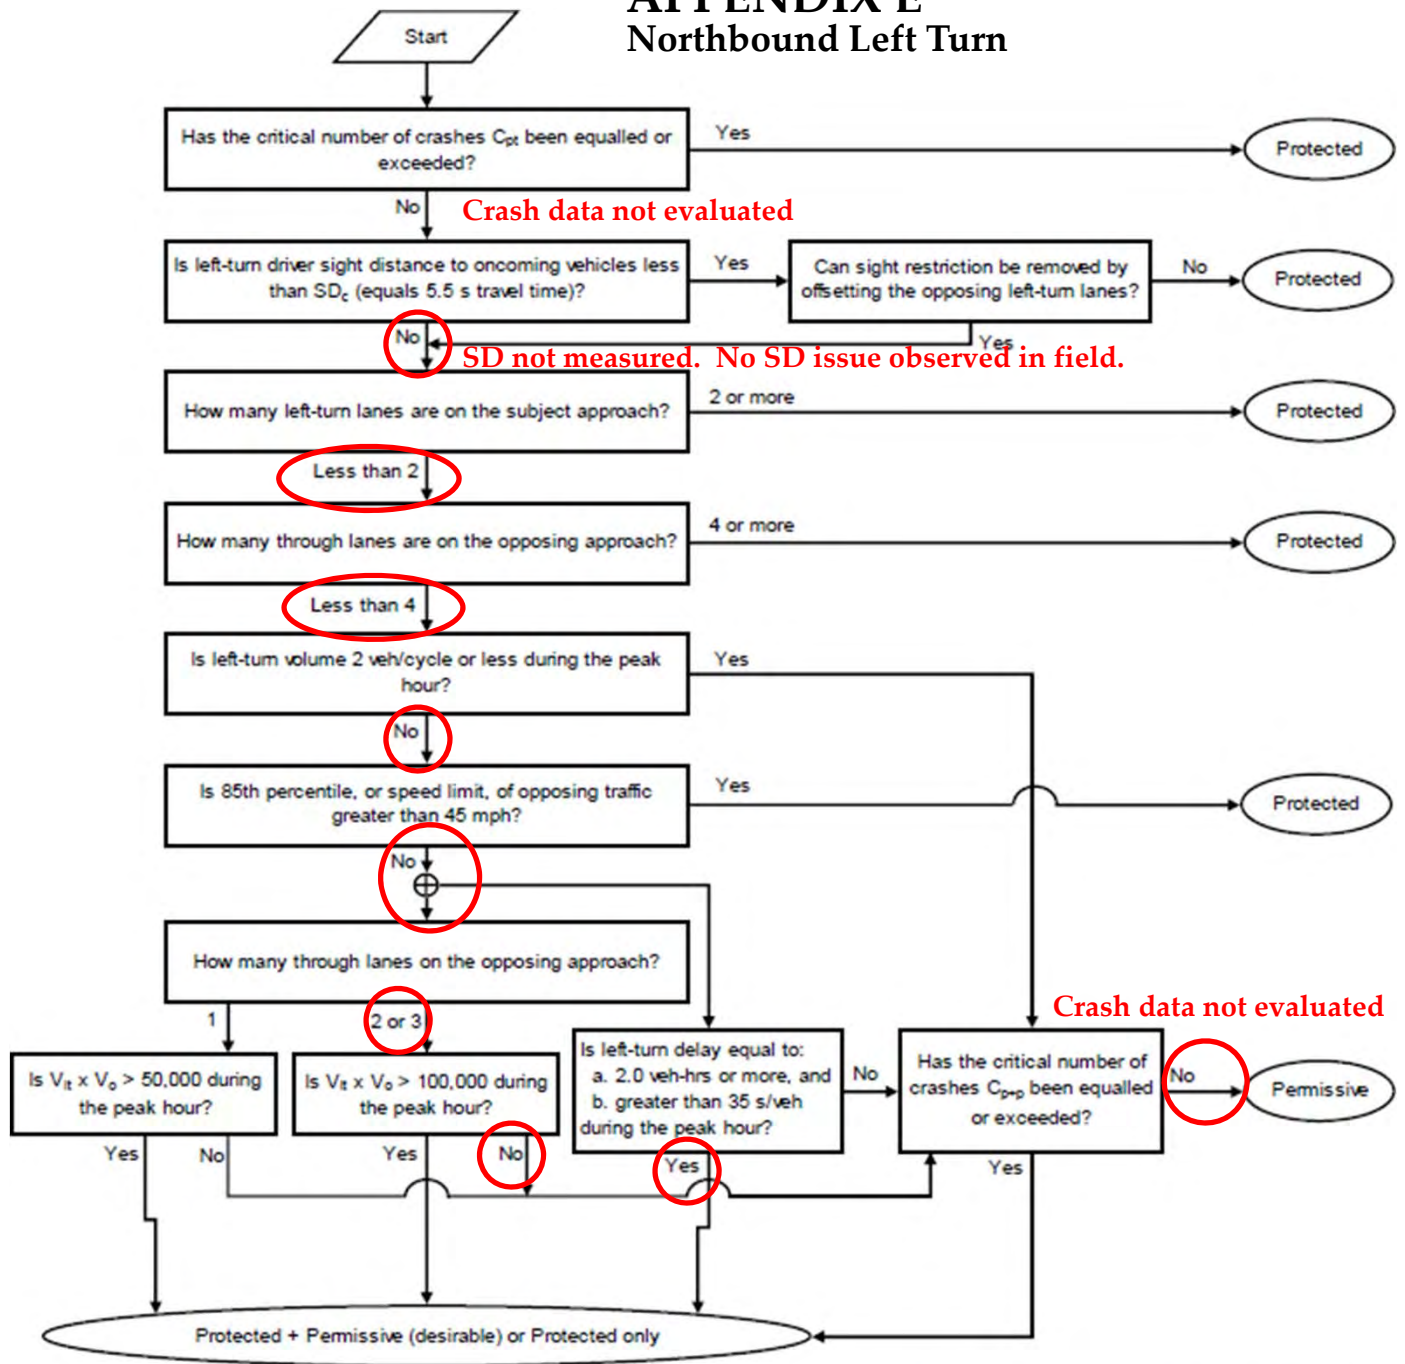 APPENDIX E
Northbound Left Turn
Start
Has the critical number of crashes Cpt been equalled or
exceeded?
Yes
Protected
No
Crash data not evaluated
Is left-turn driver sight distance to oncoming vehicles less
than SDc (equals 5.5 s travel time)?
Yes
Can sight restriction be removed by
offsetting the opposing left-turn lanes?
No
Protected
No
Yes
SD not measured.  No SD issue observed in field.
How many left-turn lanes are on the subject approach?
2 or more
Protected
Less than 2
How many through lanes are on the opposing approach?
4 or more
Protected
Less than 4
Is left-turn volume 2 veh/cycle or less during the peak
hour?
Yes
No
Is 85th percentile, or speed limit, of opposing traffic
greater than 45 mph?
Yes
Protected
No
How many through lanes on the opposing approach?
1
2 or 3
Crash data not evaluated
Is Vlt x Vo > 50,000 during
the peak hour?
Is Vlt x Vo > 100,000 during
the peak hour?
Is left-turn delay equal to:
a. 2.0 veh-hrs or more, and
b. greater than 35 s/veh
during the peak hour?
No
Has the critical number of
crashes Cp+p been equalled
or exceeded?
No
Permissive
Yes
No
Yes
No
Yes
Yes
Protected + Permissive (desirable) or Protected only